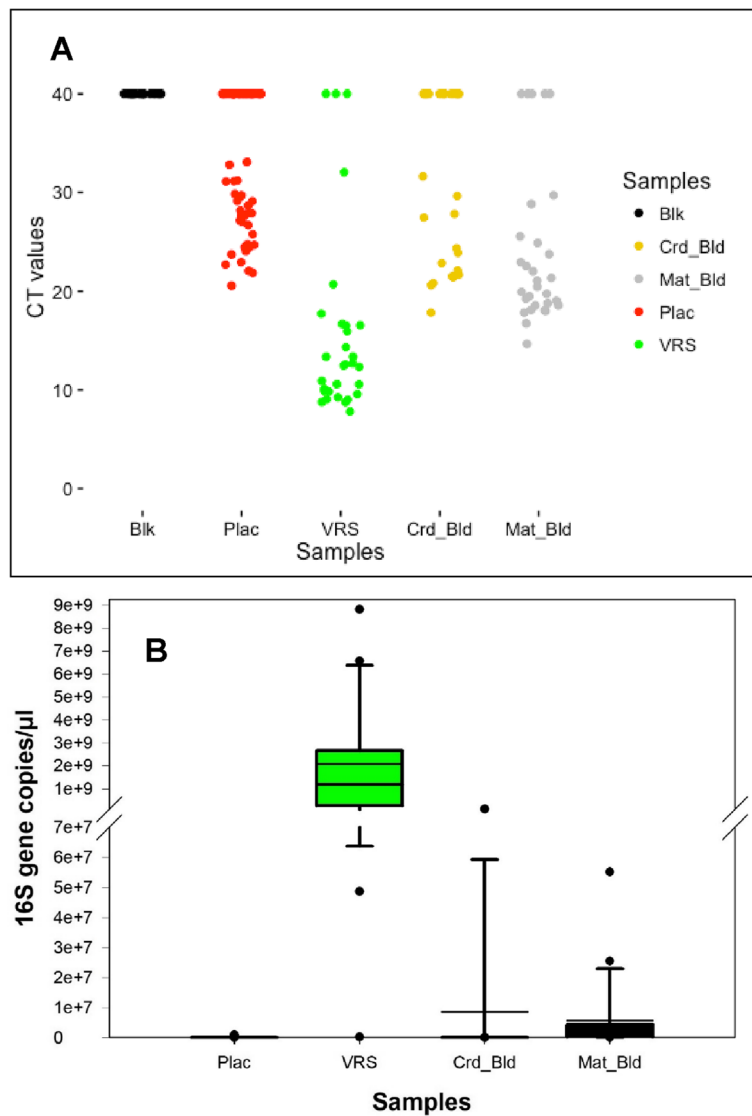 A
40
30
20
10
0
CT values
Blk
Plac
VRS
Crd_Bld
Mat_Bld
Samples
Samples
Blk
Crd_Bld
Mat_Bld
Plac
VRS
B
9e+9
8e+9
7e+9
6e+9
5e+9
4e+9
3e+9
2e+9
1e+9
7e+7
6e+7
5e+7
4e+7
3e+7
2e+7
1e+7
0
16S gene copies/µl
Plac
VRS
Crd_Bld
Mat_Bld
Samples